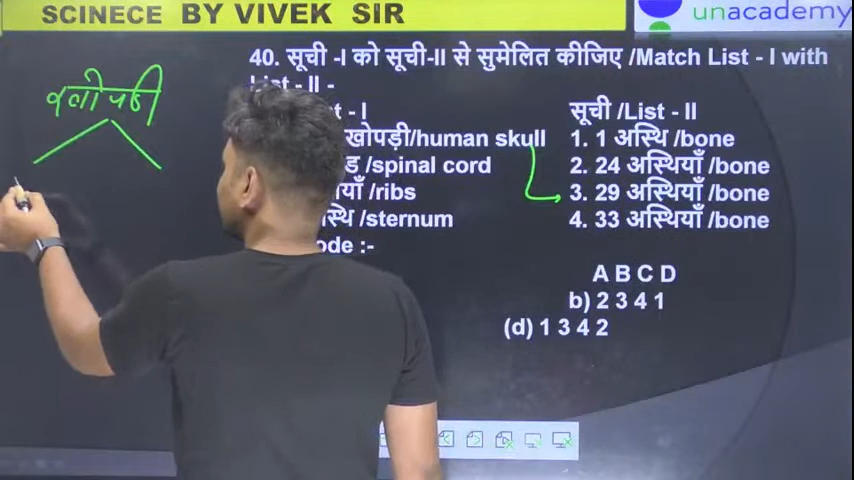 SCINECE BY VIVEK SIR
unacademy
40. सूची -I को सूची-II से सुमेलित कीजिए /Match List - I with
List - II -
t - I
सूची /List - II
खोपड़ी/human skull
1. 1 अस्थि /bone
ड /spinal cord
2. 24 अस्थियाँ /bone
याँ /ribs
3. 29 अस्थियाँ /bone
स्थि /sternum
4. 33 अस्थियाँ /bone
ode :-
A B C D
b) 2 3 4 1
(d) 1 3 4 2